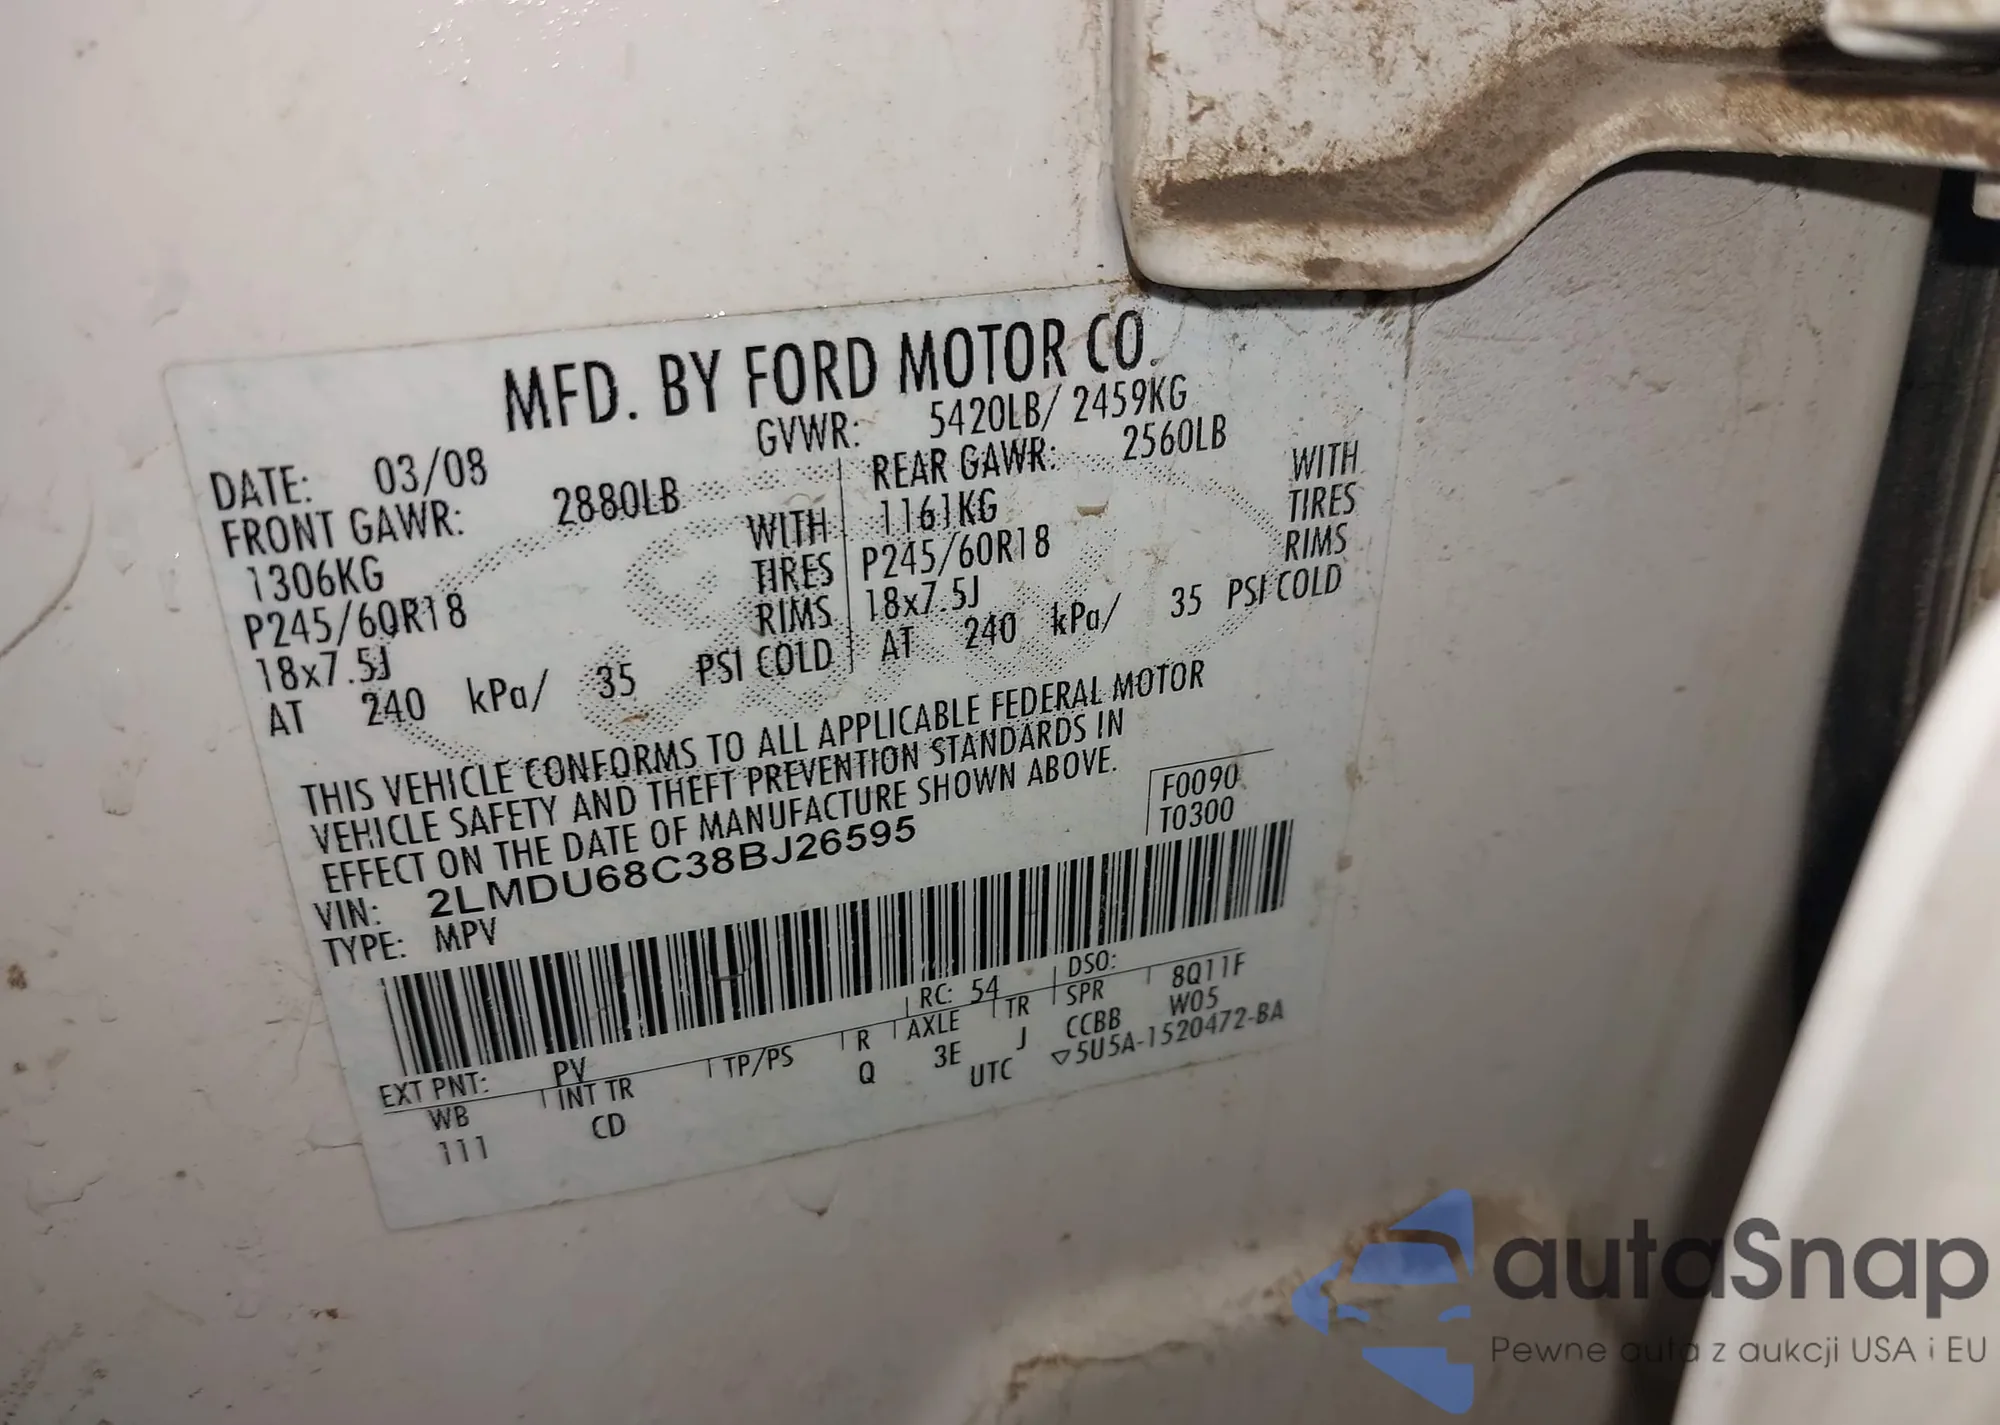 MFD. BY FORD MOTOR CO.
DATE: 03/08 GVWR: 5420LB/ 2459KG
FRONT GAWR: 2880LB REAR GAWR: 2560LB
1306KG WITH 1161KG WITH
P245/60R18 TIRES P245/60R18 TIRES
18x7.5J RIMS 18x7.5J RIMS
AT 240 kPa/ 35 PSI COLD AT 240 kPa/ 35 PSI COLD
THIS VEHICLE CONFORMS TO ALL APPLICABLE FEDERAL MOTOR
VEHICLE SAFETY AND THEFT PREVENTION STANDARDS IN
EFFECT ON THE DATE OF MANUFACTURE SHOWN ABOVE.
F0090
T0300
VIN: 2LMDU68C38BJ26595
TYPE: MPV
EXT PNT: PV RC: 54 DSO:
WB INT TR TP/PS R AXLE TR SPR 8Q11F
111 CD Q 3E J CCBB W05
UTC ▽5U5A-1520472-BA
autaSnap
Pewne auta z aukcji USA i EU